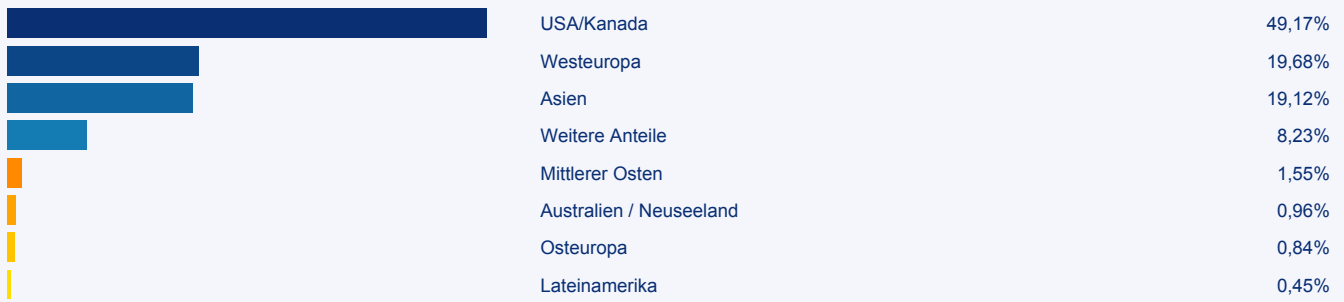 USA/Kanada 49,17%
Westeuropa 19,68%
Asien 19,12%
Weitere Anteile 8,23%
Mittlerer Osten 1,55%
Australien / Neuseeland 0,96%
Osteuropa 0,84%
Lateinamerika 0,45%